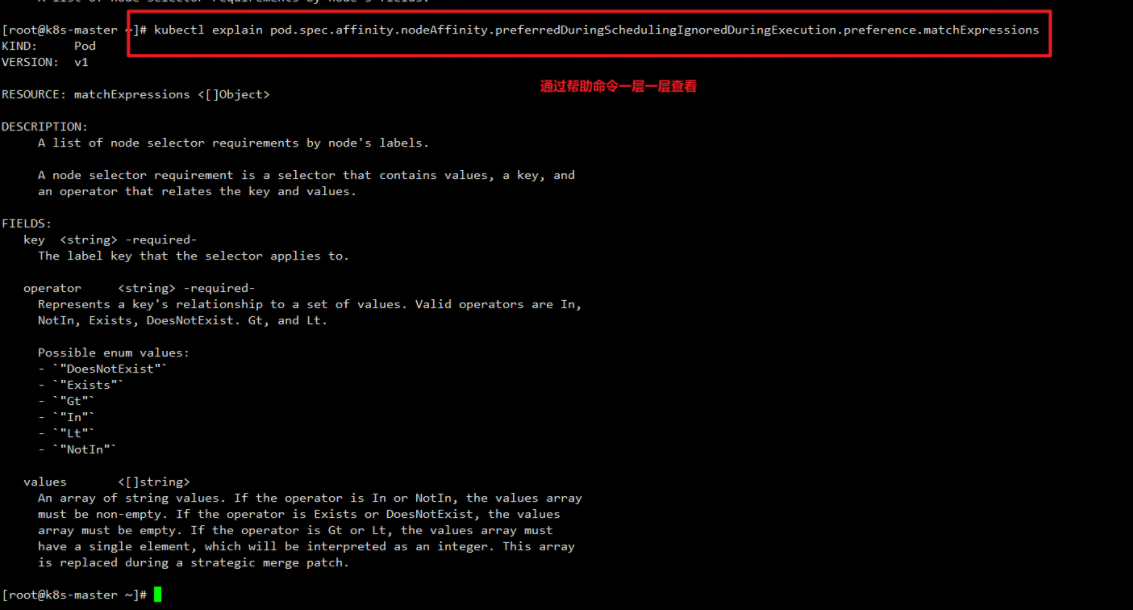 A list of node selector requirements by node's fields.
[root@k8s-master ~]# kubectl explain pod.spec.affinity.nodeAffinity.preferredDuringSchedulingIgnoredDuringExecution.preference.matchExpressions
KIND:     Pod
VERSION:  v1
通过帮助命令一层一层查看
RESOURCE: matchExpressions <[]Object>
DESCRIPTION:
A list of node selector requirements by node's labels.
A node selector requirement is a selector that contains values, a key, and
an operator that relates the key and values.
FIELDS:
key  <string> -required-
The label key that the selector applies to.
operator     <string> -required-
Represents a key's relationship to a set of values. Valid operators are In,
NotIn, Exists, DoesNotExist. Gt, and Lt.
Possible enum values:
- `"DoesNotExist"`
- `"Exists"`
- `"Gt"`
- `"In"`
- `"Lt"`
- `"NotIn"`
values       <[]string>
An array of string values. If the operator is In or NotIn, the values array
must be non-empty. If the operator is Exists or DoesNotExist, the values
array must be empty. If the operator is Gt or Lt, the values array must
have a single element, which will be interpreted as an integer. This array
is replaced during a strategic merge patch.
[root@k8s-master ~]#